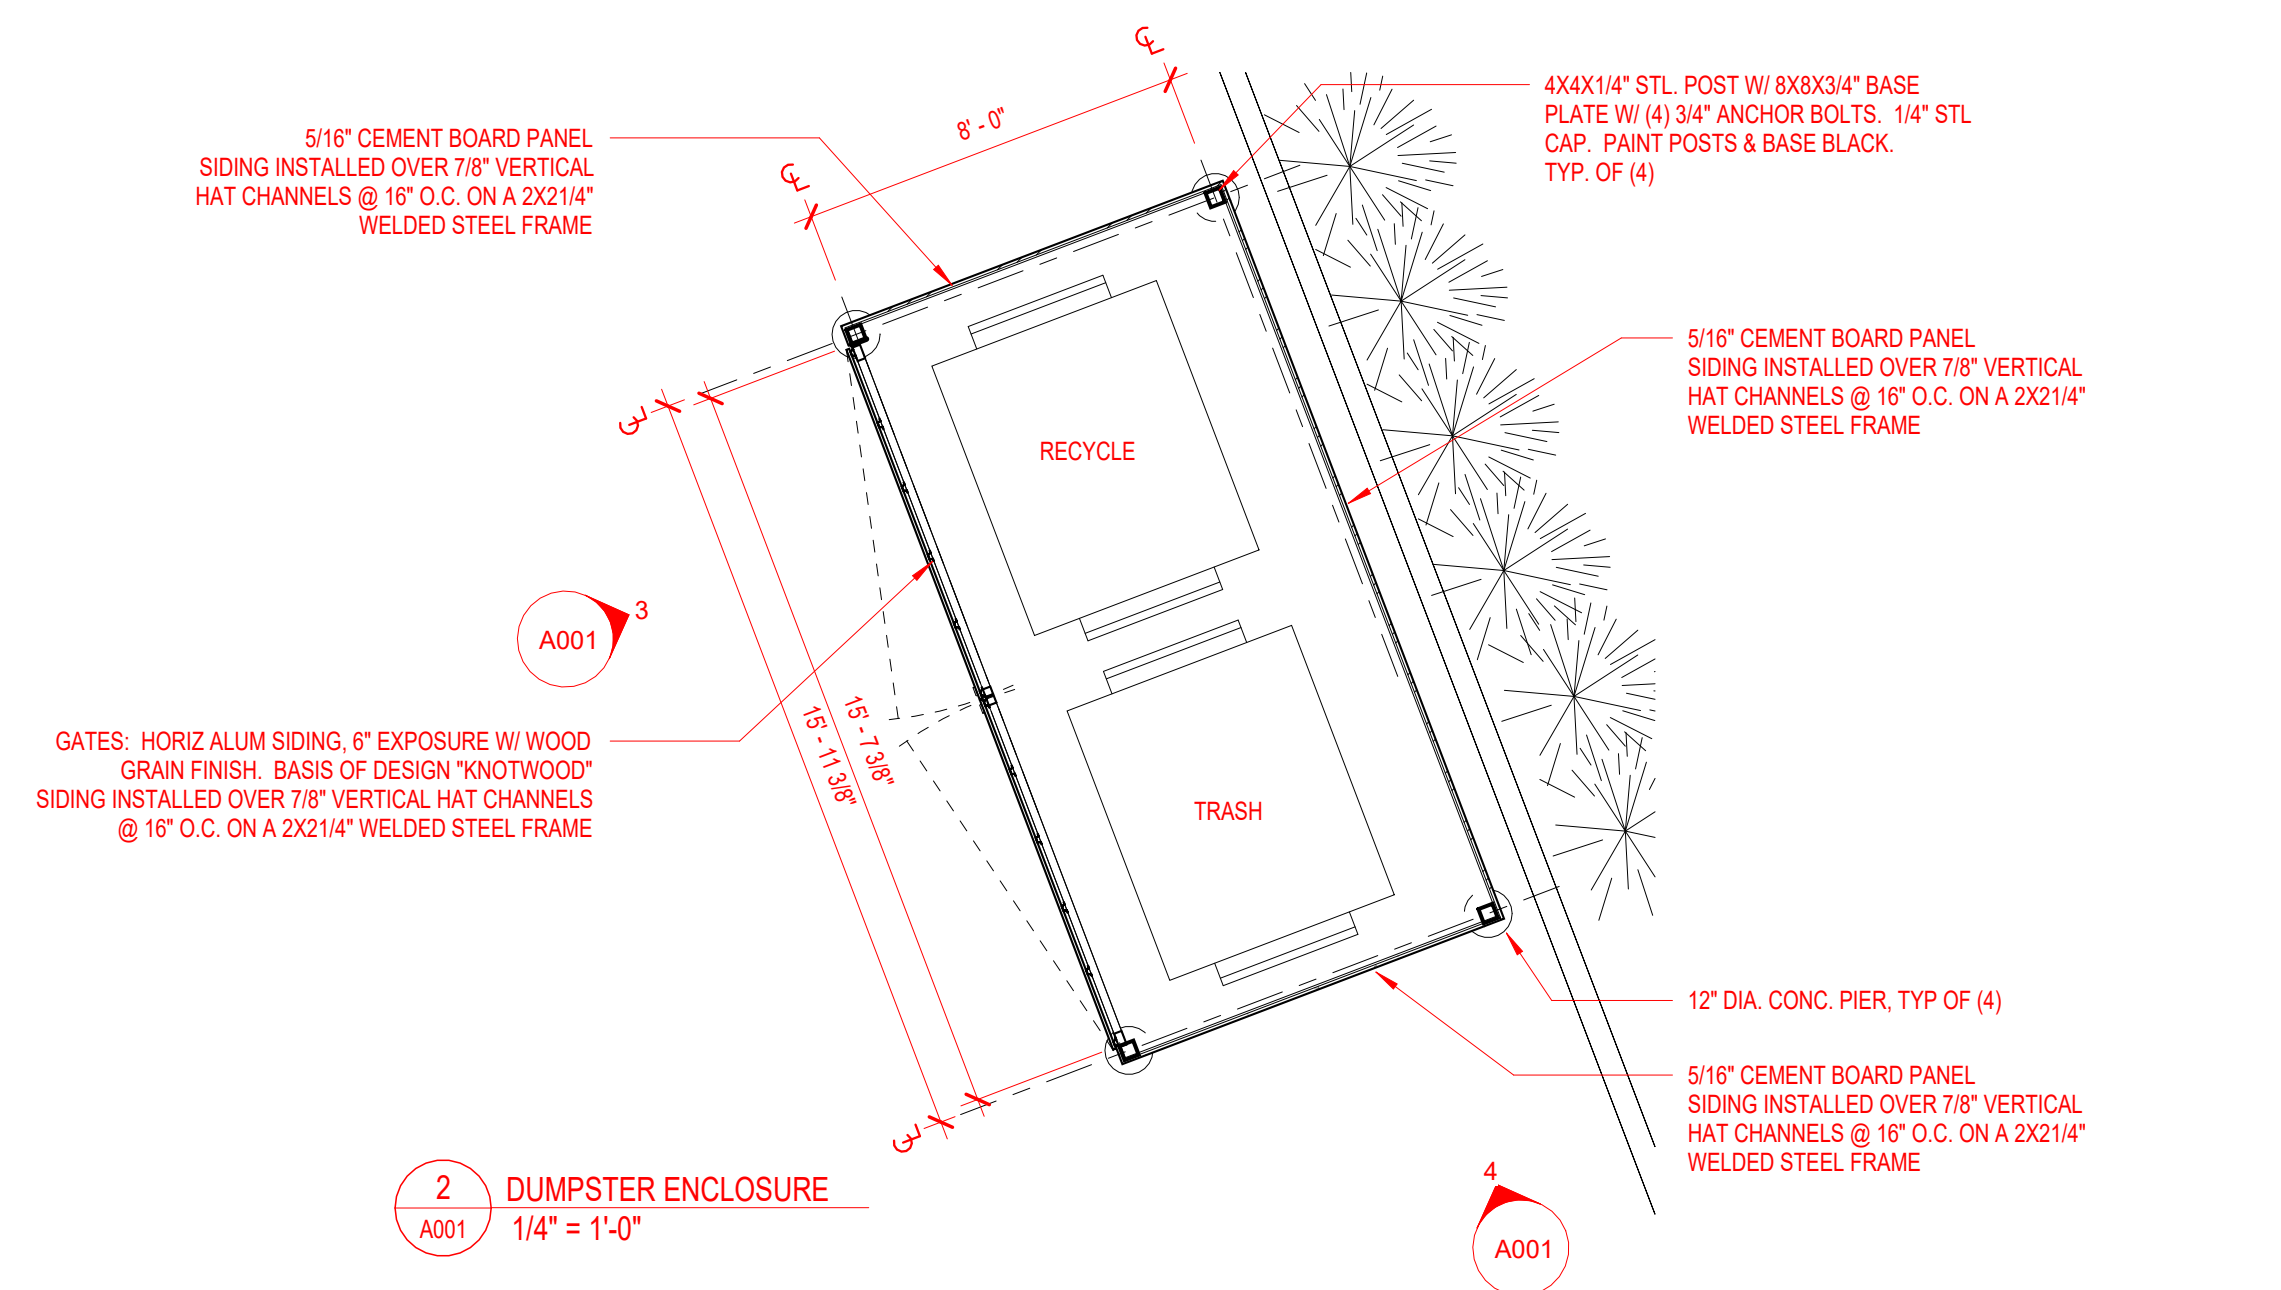 ℄
℄
8' - 0"
4X4X1/4" STL. POST W/ 8X8X3/4" BASE
PLATE W/ (4) 3/4" ANCHOR BOLTS.  1/4" STL
CAP.  PAINT POSTS & BASE BLACK.
TYP. OF (4)
5/16" CEMENT BOARD PANEL
SIDING INSTALLED OVER 7/8" VERTICAL
HAT CHANNELS @ 16" O.C. ON A 2X21/4"
WELDED STEEL FRAME
5/16" CEMENT BOARD PANEL
SIDING INSTALLED OVER 7/8" VERTICAL
HAT CHANNELS @ 16" O.C. ON A 2X21/4"
WELDED STEEL FRAME
℄
RECYCLE
3
A001
15' - 7 3/8"
15' - 11 3/8"
GATES:  HORIZ ALUM SIDING, 6" EXPOSURE W/ WOOD
GRAIN FINISH.  BASIS OF DESIGN "KNOTWOOD"
SIDING INSTALLED OVER 7/8" VERTICAL HAT CHANNELS
@ 16" O.C. ON A 2X21/4" WELDED STEEL FRAME
TRASH
12" DIA. CONC. PIER, TYP OF (4)
5/16" CEMENT BOARD PANEL
SIDING INSTALLED OVER 7/8" VERTICAL
HAT CHANNELS @ 16" O.C. ON A 2X21/4"
WELDED STEEL FRAME
℄
2
A001
DUMPSTER ENCLOSURE
1/4" = 1'-0"
4
A001